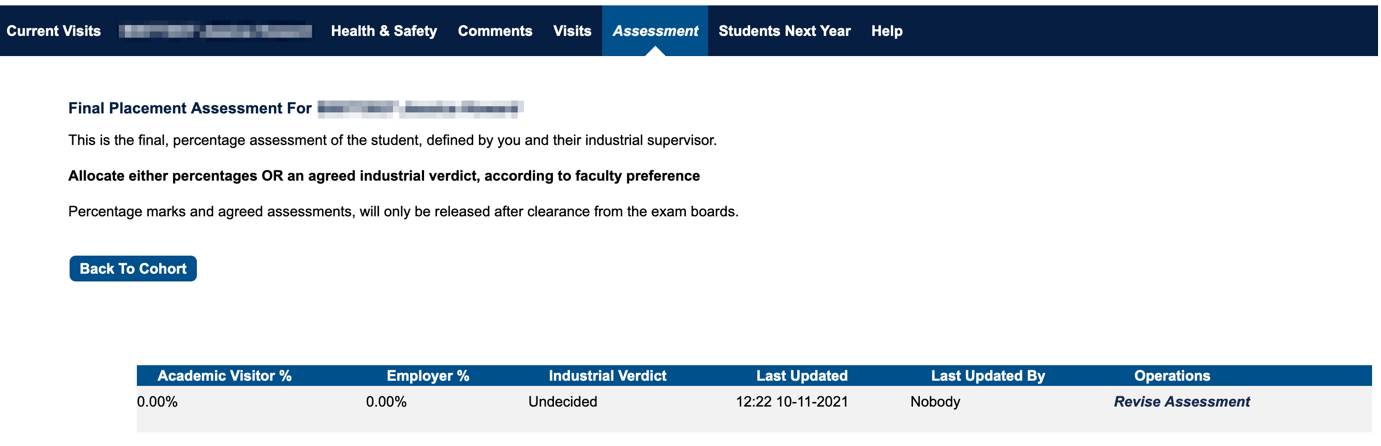 Current Visits Health & Safety Comments Visits Assessment Students Next Year Help
Final Placement Assessment For
This is the final, percentage assessment of the student, defined by you and their industrial supervisor.
Allocate either percentages OR an agreed industrial verdict, according to faculty preference
Percentage marks and agreed assessments, will only be released after clearance from the exam boards.
Back To Cohort
Academic Visitor % Employer % Industrial Verdict Last Updated Last Updated By Operations
0.00% 0.00% Undecided 12:22 10-11-2021 Nobody Revise Assessment